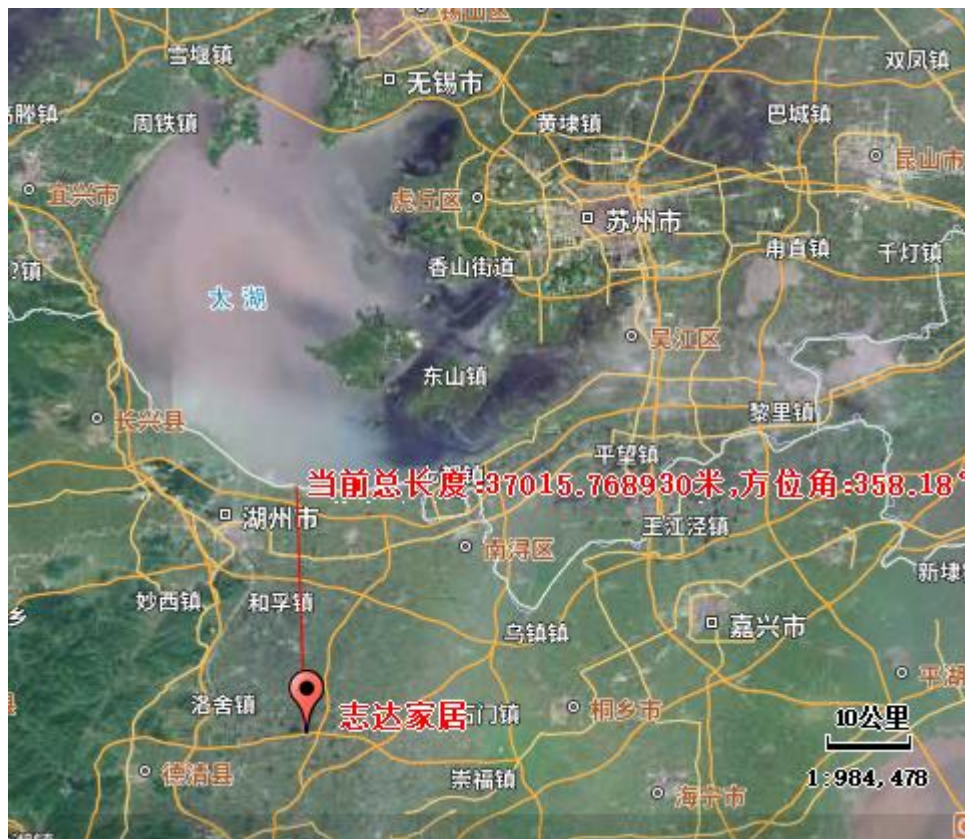 锡山区
雪堰镇
双凤镇
无锡市
周铁镇
黄埭镇
巴城镇
昆山市
宜兴市
虎丘区
苏州市
香山街道
甪直镇
千灯镇
太湖
吴江区
东山镇
长兴县
黎里镇
平望镇
当前总长度:37015.768930米,方位角:358.18°
湖州市
王江泾镇
南浔区
妙西镇
和孚镇
乌镇镇
嘉兴市
洛舍镇
志达家居
石门镇
桐乡市
10公里
德清县
崇福镇
海宁市
1:984,478